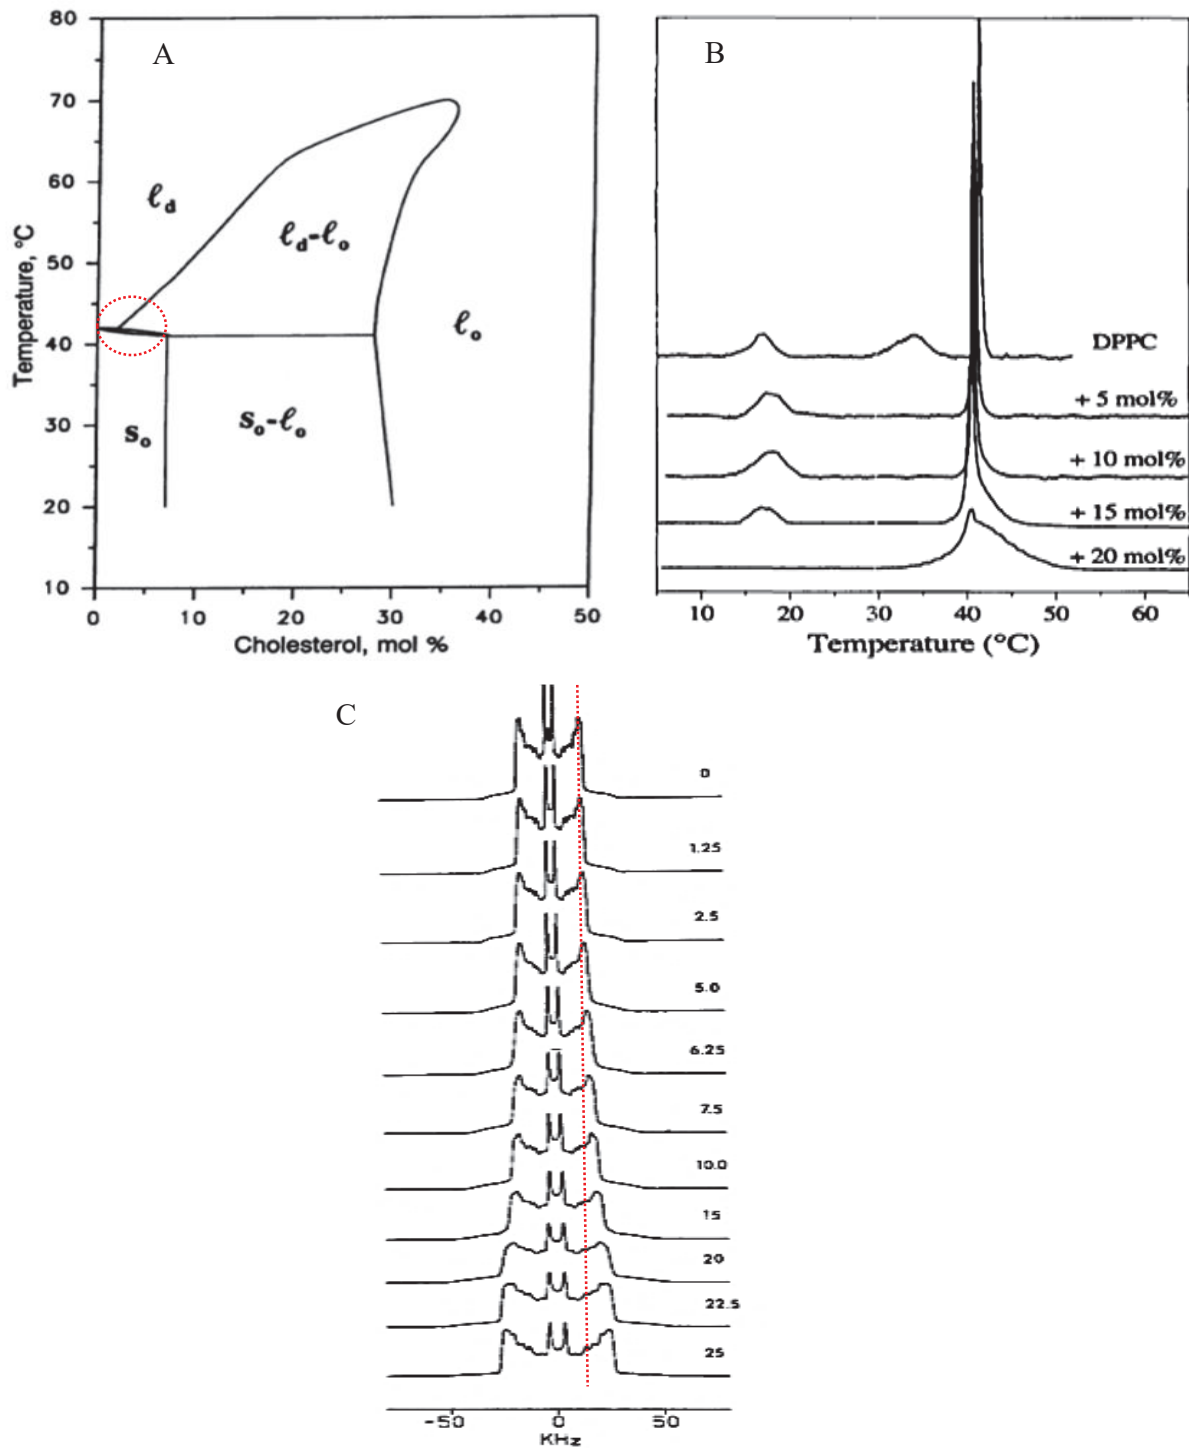 A
80
70
60
50
40
30
20
10
Temperature, °C
ℓd
ℓd-ℓo
ℓo
So
So-ℓo
0 10 20 30 40 50
Cholesterol, mol %
B
DPPC
+ 5 mol%
+ 10 mol%
+ 15 mol%
+ 20 mol%
10 20 30 40 50 60
Temperature (°C)
C
0
1.25
2.5
5.0
6.25
7.5
10.0
15
20
22.5
25
-50 0 50
KHz